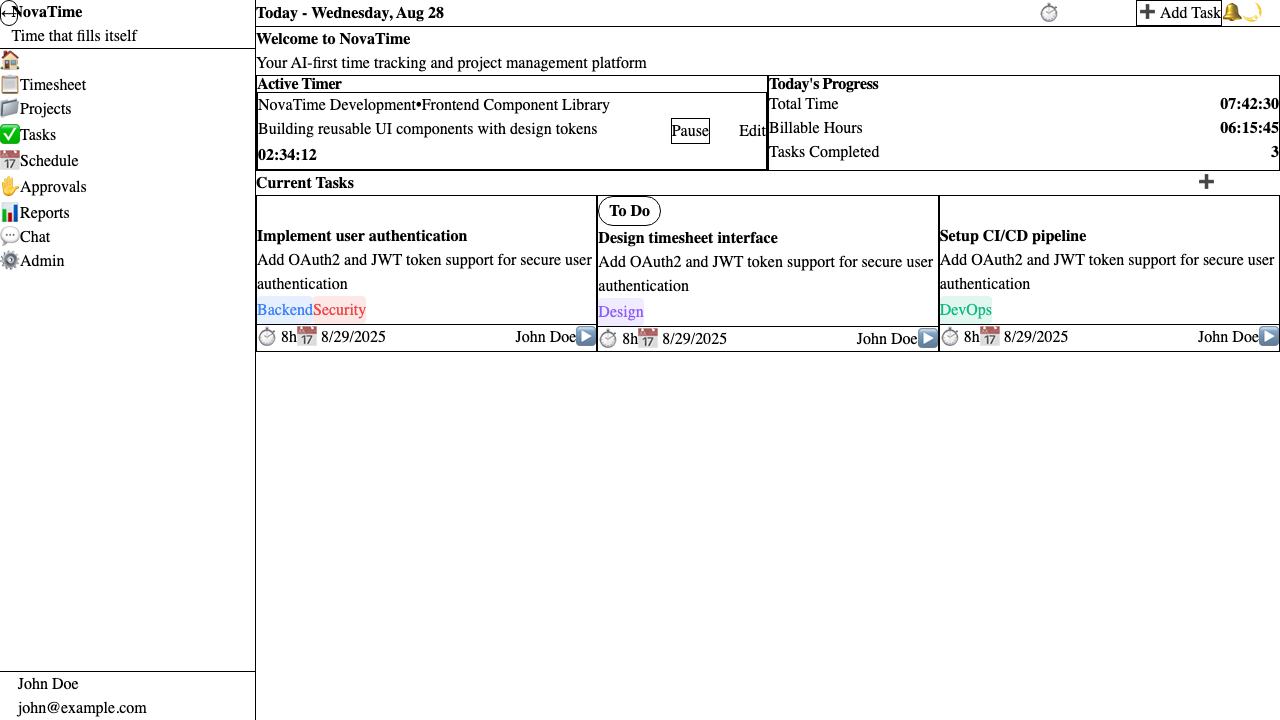 NovaTime
Time that fills itself
Timesheet
Projects
Tasks
Schedule
Approvals
Reports
Chat
Admin
John Doe
john@example.com
Today - Wednesday, Aug 28
Add Task
Welcome to NovaTime
Your AI-first time tracking and project management platform
Active Timer
NovaTime Development•Frontend Component Library
Building reusable UI components with design tokens
Pause Edit
02:34:12
Today's Progress
Total Time 07:42:30
Billable Hours 06:15:45
Tasks Completed 3
Current Tasks
Implement user authentication
Add OAuth2 and JWT token support for secure user
authentication
Backend Security
8h 8/29/2025 John Doe
To Do
Design timesheet interface
Add OAuth2 and JWT token support for secure user
authentication
Design
8h 8/29/2025 John Doe
Setup CI/CD pipeline
Add OAuth2 and JWT token support for secure user
authentication
DevOps
8h 8/29/2025 John Doe